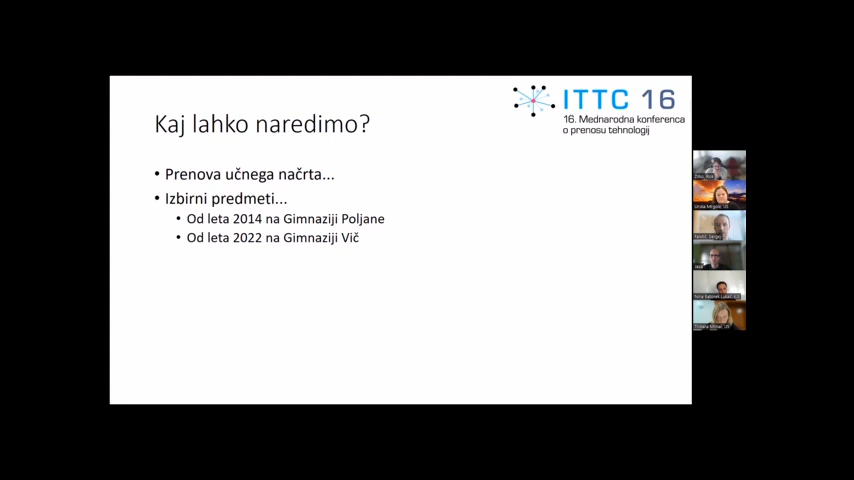 ITTC 16
16. Mednarodna konferenca
o prenosu tehnologij
Kaj lahko naredimo?
• Prenova učnega načrta...
• Izbirni predmeti...
• Od leta 2014 na Gimnaziji Poljane
• Od leta 2022 na Gimnaziji Vič